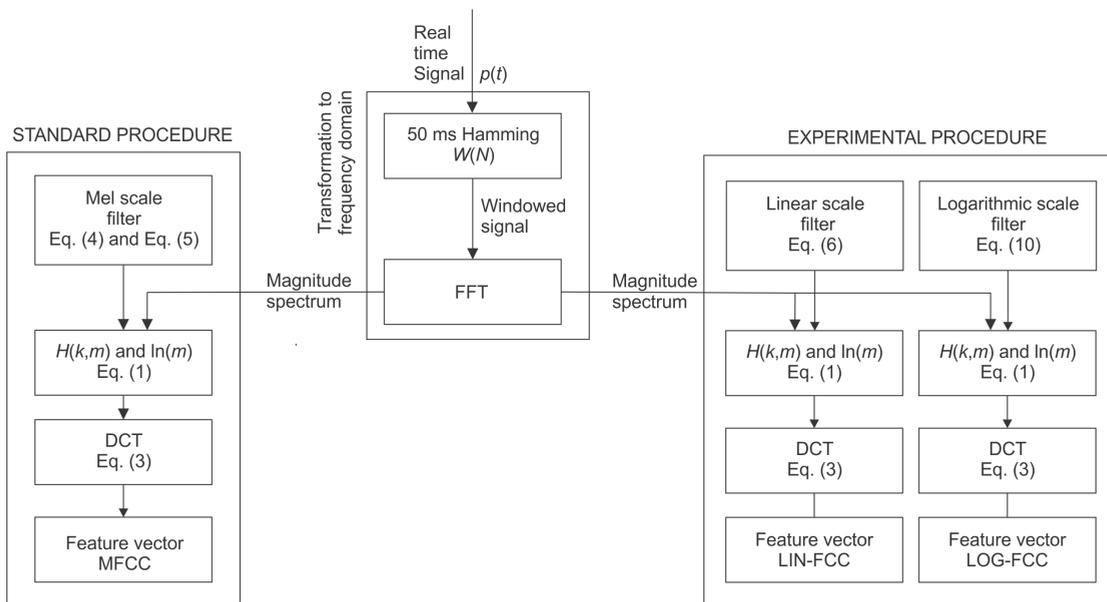 Real
time
Signal
p(t)
Transformation to
frequency domain
50 ms Hamming
W(N)
Windowed
signal
FFT
Magnitude
spectrum
Magnitude
spectrum
STANDARD PROCEDURE
Mel scale
filter
Eq. (4) and Eq. (5)
H(k,m) and ln(m)
Eq. (1)
DCT
Eq. (3)
Feature vector
MFCC
EXPERIMENTAL PROCEDURE
Linear scale
filter
Eq. (6)
H(k,m) and ln(m)
Eq. (1)
DCT
Eq. (3)
Feature vector
LIN-FCC
Logarithmic scale
filter
Eq. (10)
H(k,m) and ln(m)
Eq. (1)
DCT
Eq. (3)
Feature vector
LOG-FCC